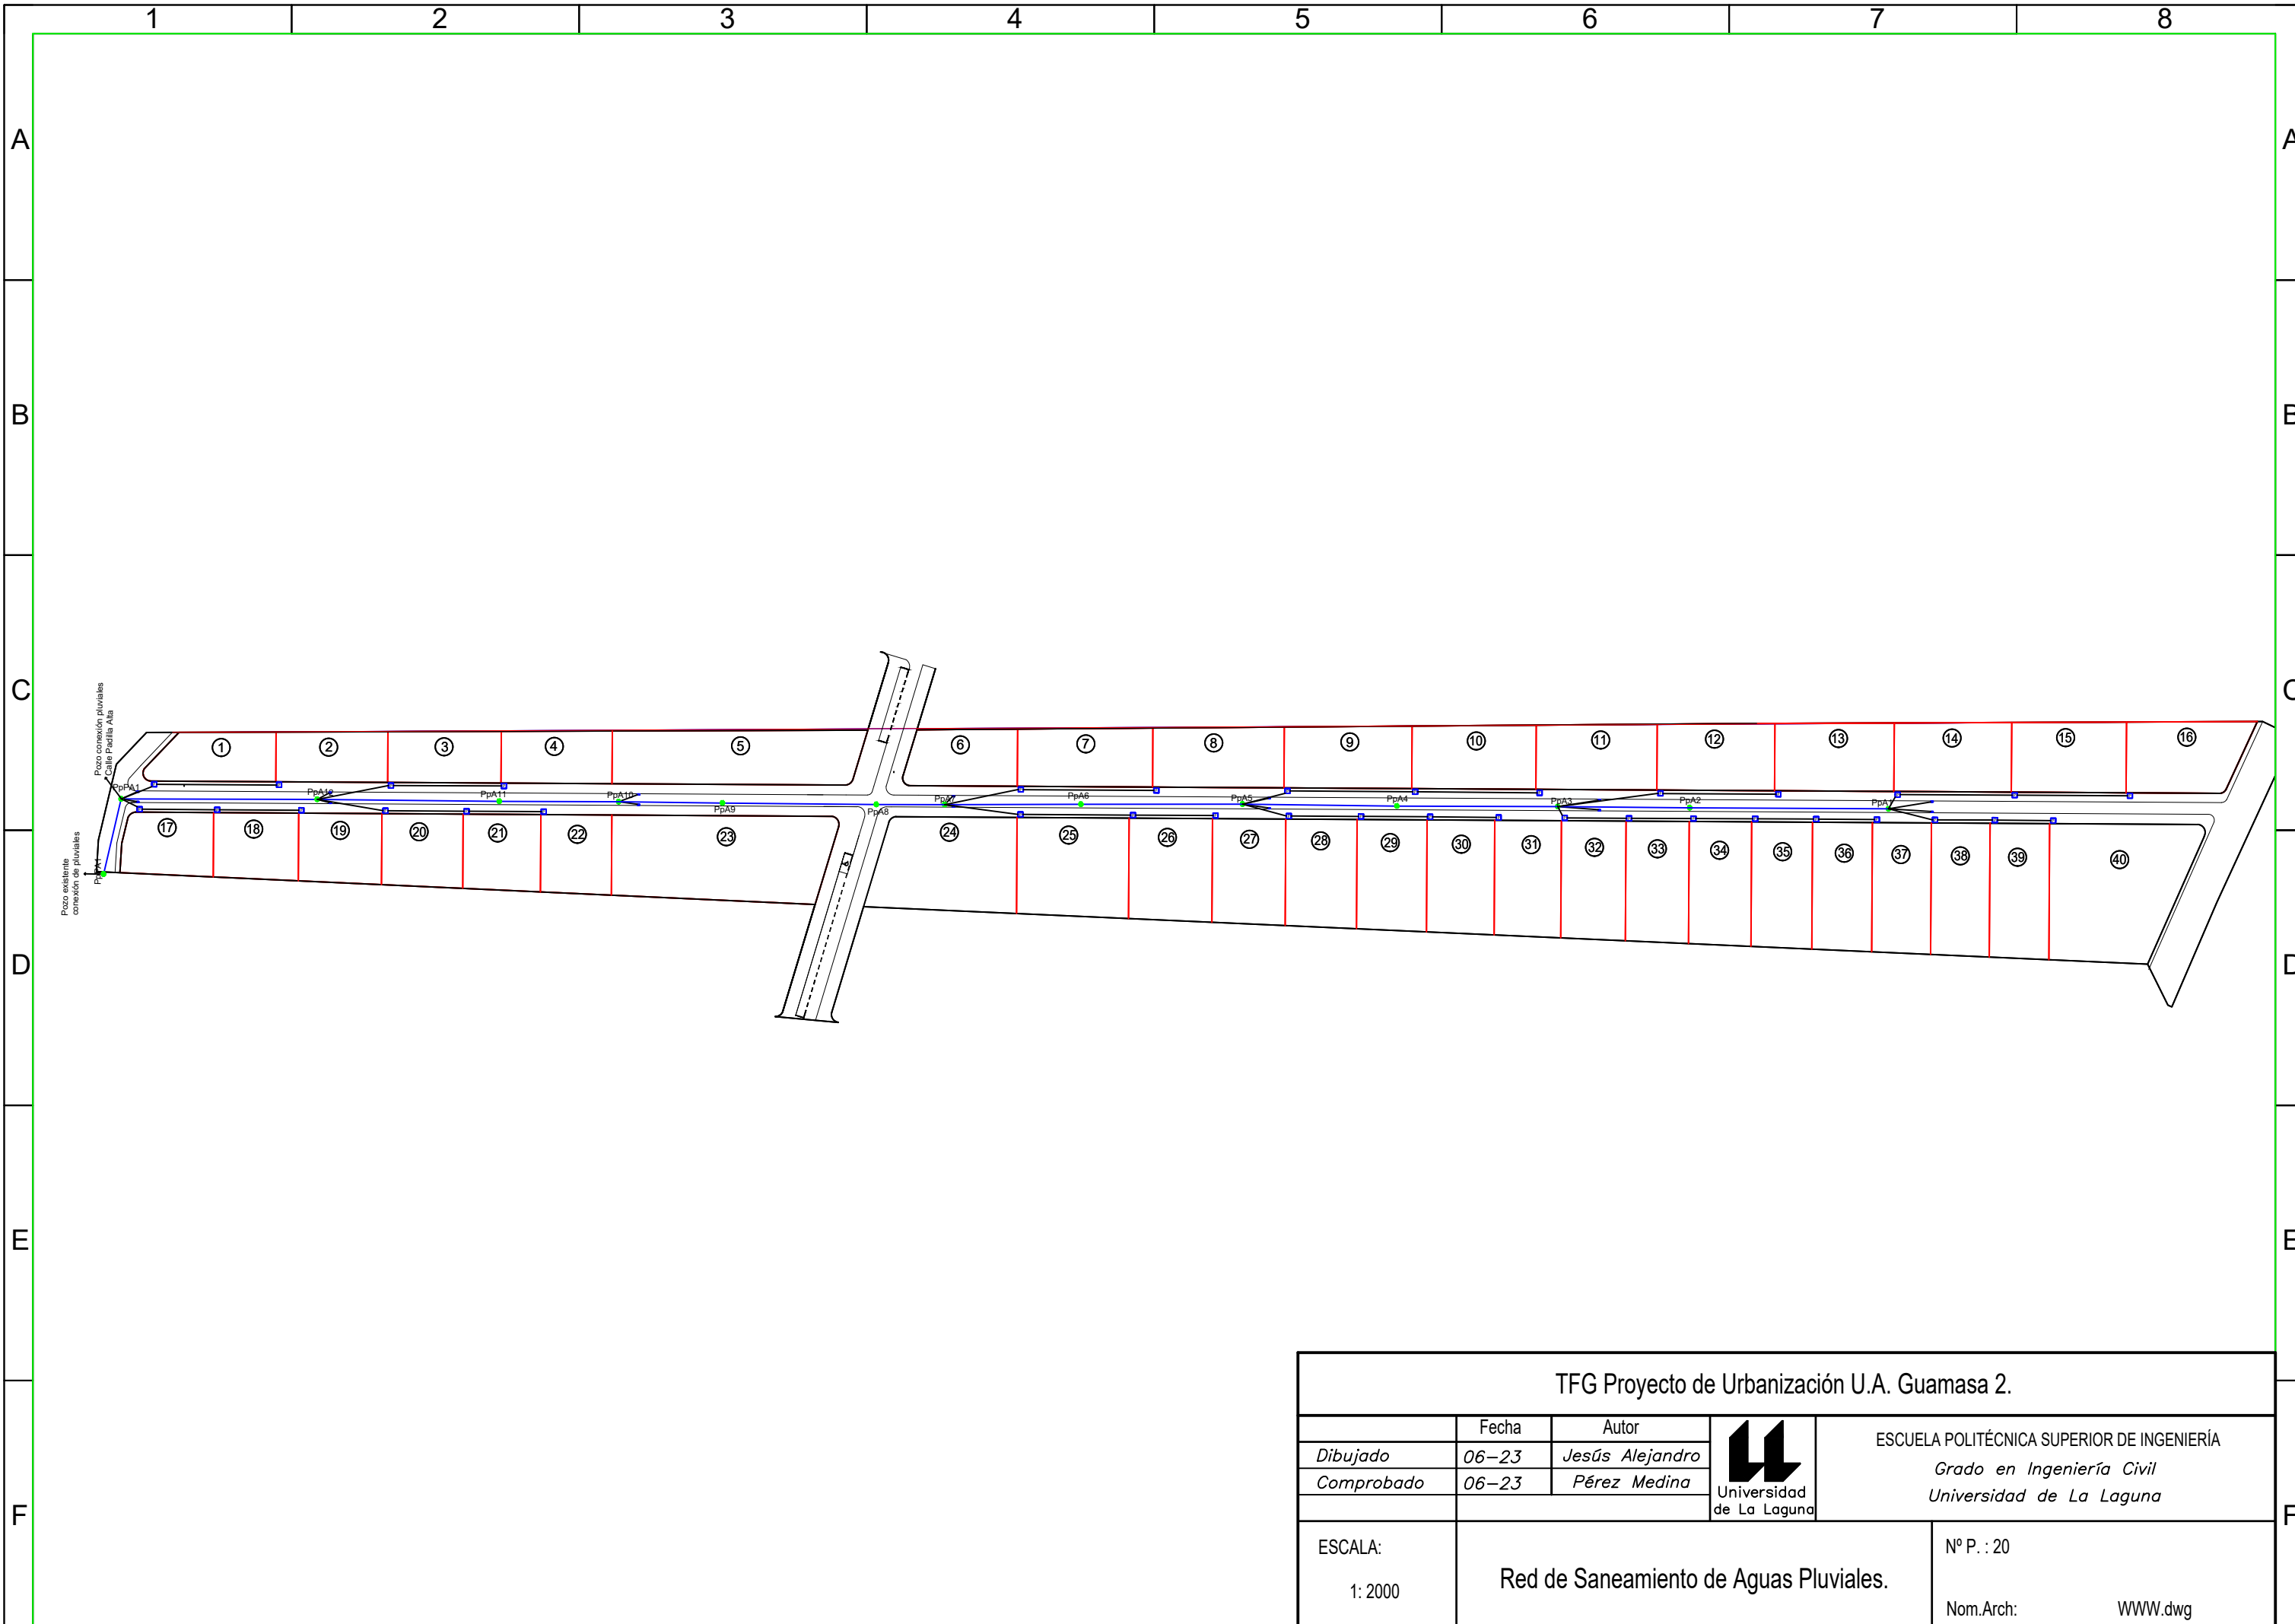 1 2 3 4 5 6 7 8
A A
B B
C C
D D
E E
F F
Pozo conexión pluviales
Calle Padilla Alta
PpPA1
PpA12
PpA11
PpA10
PpA9
PpA8
PpA7
PpA6
PpA5
PpA4
PpA3
PpA2
PpA1
1 2 3 4 5 6 7 8 9 10 11 12 13 14 15 16
17 18 19 20 21 22 23 24 25 26 27 28 29 30 31 32 33 34 35 36 37 38 39 40
Pozo existente
conexión de pluviales
TFG Proyecto de Urbanización U.A. Guamasa 2.
Fecha Autor
Dibujado 06-23 Jesús Alejandro
Comprobado 06-23 Pérez Medina
Universidad
de La Laguna
ESCUELA POLITÉCNICA SUPERIOR DE INGENIERÍA
Grado en Ingeniería Civil
Universidad de La Laguna
ESCALA:
1: 2000
Red de Saneamiento de Aguas Pluviales.
Nº P. : 20
Nom.Arch: WWW.dwg